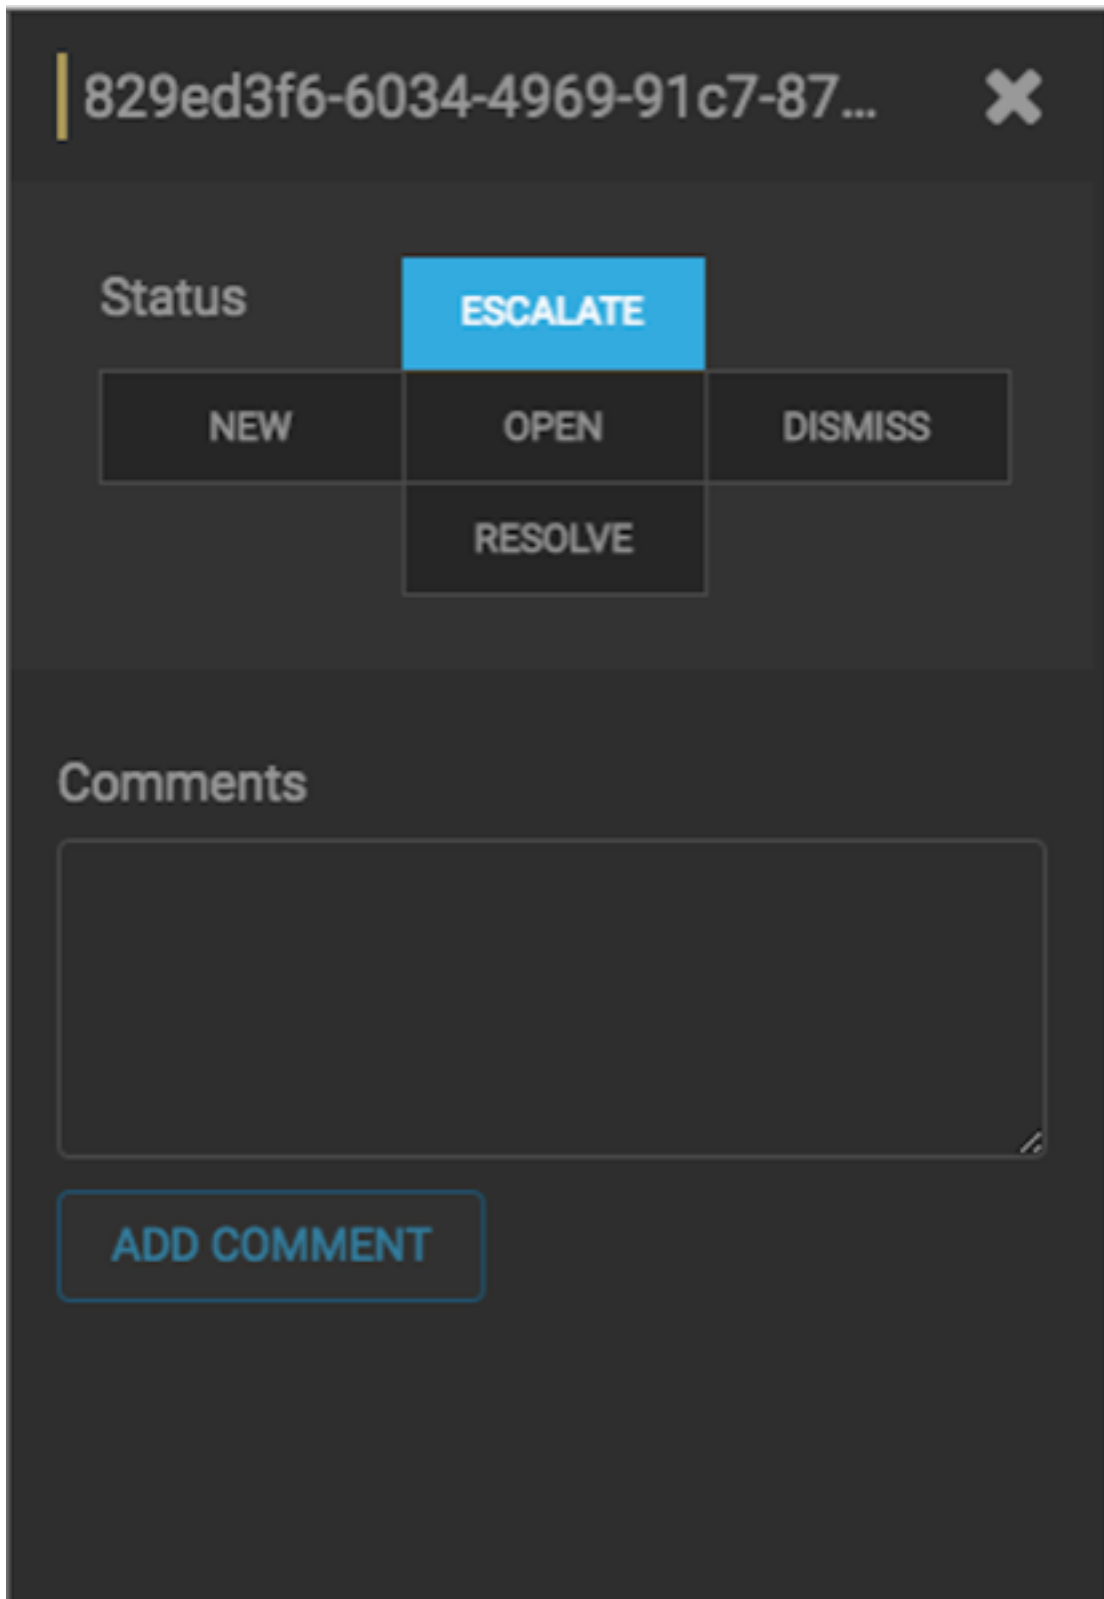 829ed3f6-6034-4969-91c7-87...
Status
ESCALATE
NEW OPEN DISMISS
RESOLVE
Comments
ADD COMMENT